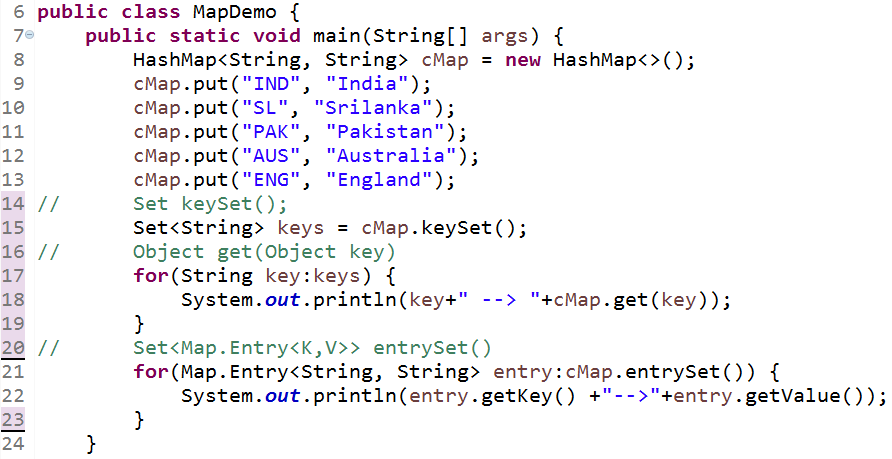 6 public class MapDemo {
7 public static void main(String[] args) {
8 HashMap<String, String> cMap = new HashMap<>();
9 cMap.put("IND", "India");
10 cMap.put("SL", "Srilanka");
11 cMap.put("PAK", "Pakistan");
12 cMap.put("AUS", "Australia");
13 cMap.put("ENG", "England");
14 // Set keySet();
15 Set<String> keys = cMap.keySet();
16 // Object get(Object key)
17 for(String key:keys) {
18 System.out.println(key+" --> "+cMap.get(key));
19 }
20 // Set<Map.Entry<K,V>> entrySet()
21 for(Map.Entry<String, String> entry:cMap.entrySet()) {
22 System.out.println(entry.getKey() +"-->"+entry.getValue());
23 }
24 }